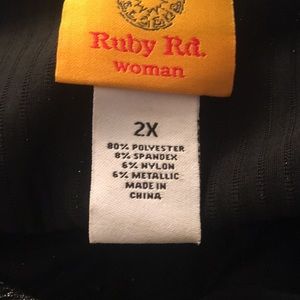 Ruby Rd.
woman
2X
80% POLYESTER
8% SPANDEX
6% NYLON
6% METALLIC
MADE IN
CHINA